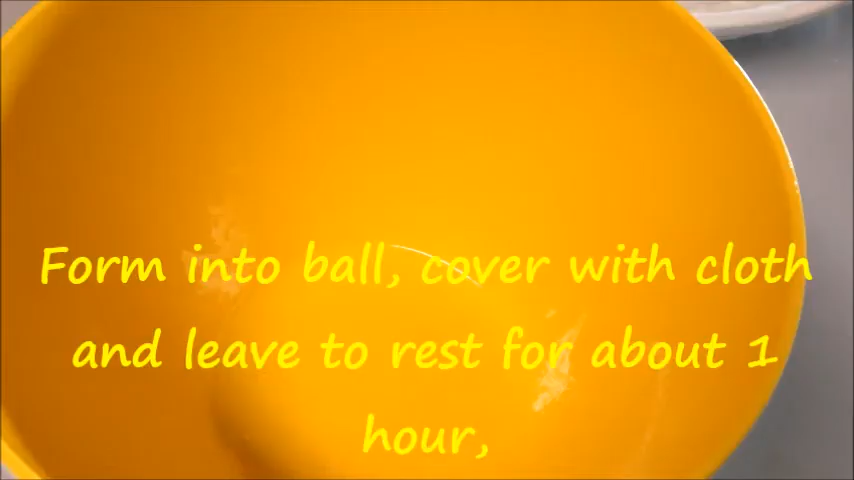 Form into ball, cover with cloth
and leave to rest for about 1
hour,